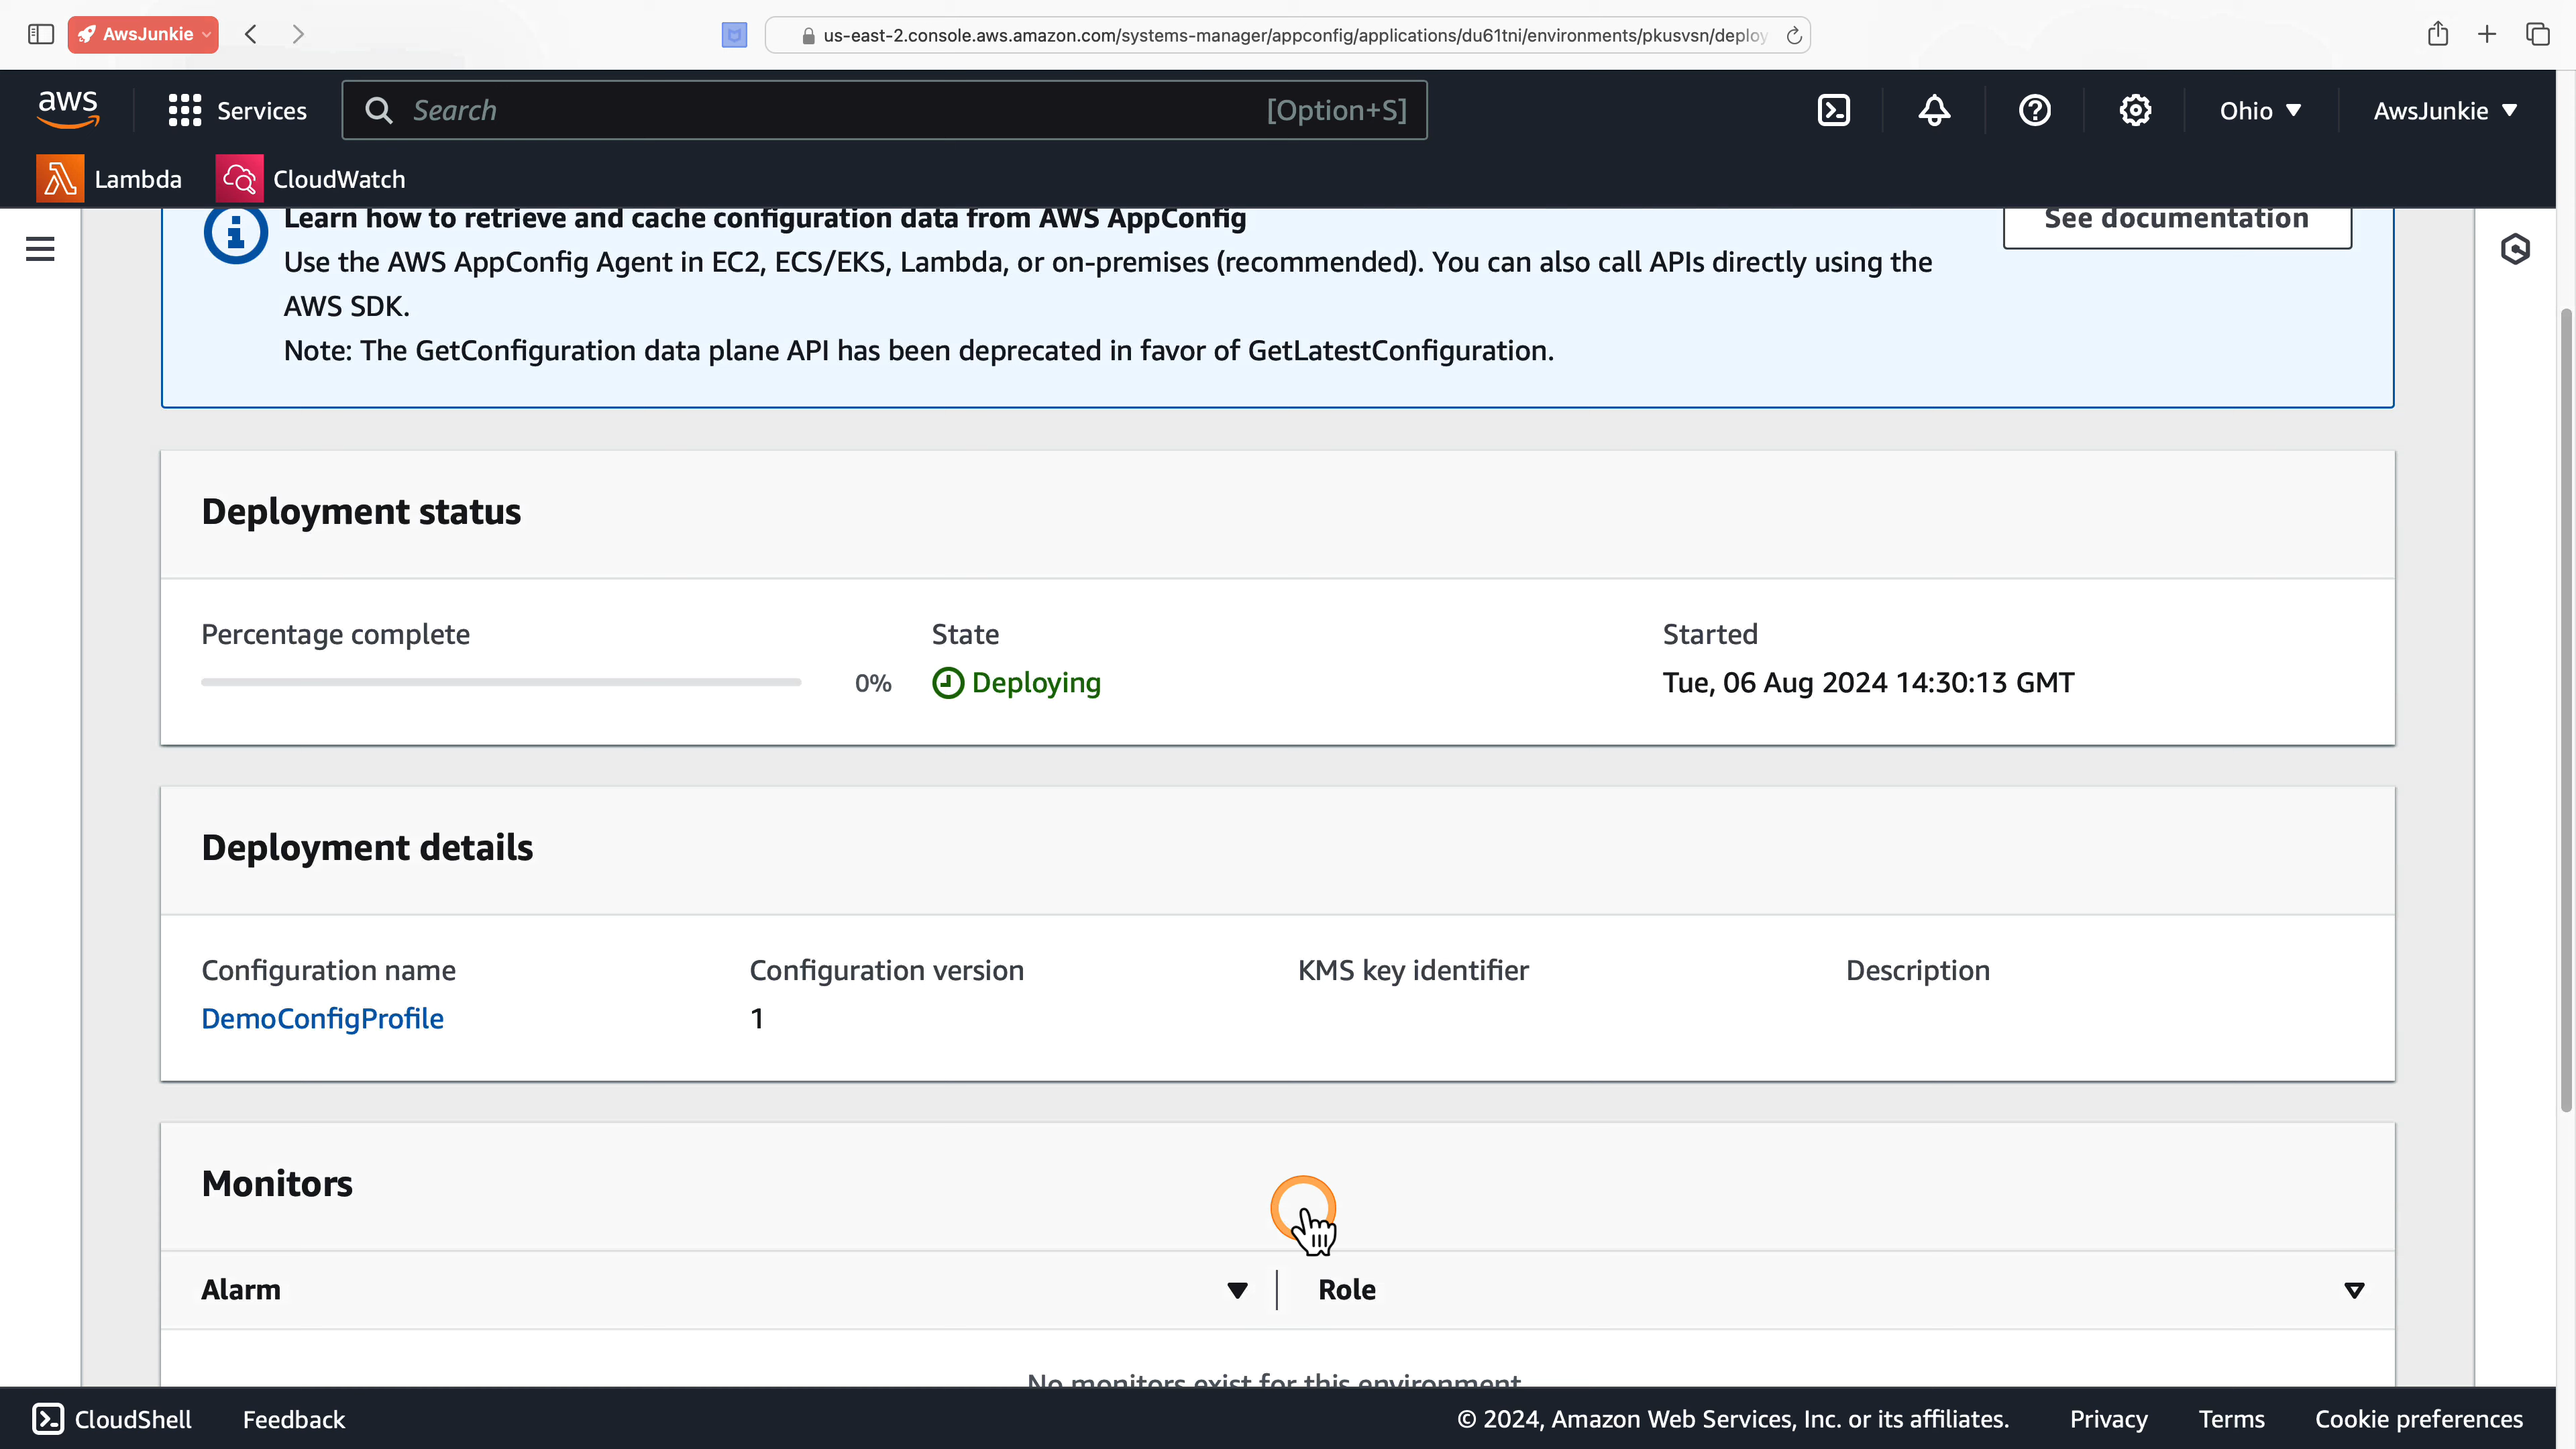 AwsJunkie
us-east-2.console.aws.amazon.com/systems-manager/appconfig/applications/du61tni/environments/pkusvsn/deploy
aws
Services
Search
[Option+S]
Ohio
AwsJunkie
Lambda
CloudWatch
Learn how to retrieve and cache configuration data from AWS AppConfig
See documentation
Use the AWS AppConfig Agent in EC2, ECS/EKS, Lambda, or on-premises (recommended). You can also call APIs directly using the
AWS SDK.
Note: The GetConfiguration data plane API has been deprecated in favor of GetLatestConfiguration.
Deployment status
Percentage complete
State
Started
0%
Deploying
Tue, 06 Aug 2024 14:30:13 GMT
Deployment details
Configuration name
Configuration version
KMS key identifier
Description
DemoConfigProfile
1
Monitors
Alarm
Role
No monitors exist for this environment
CloudShell
Feedback
© 2024, Amazon Web Services, Inc. or its affiliates.
Privacy
Terms
Cookie preferences